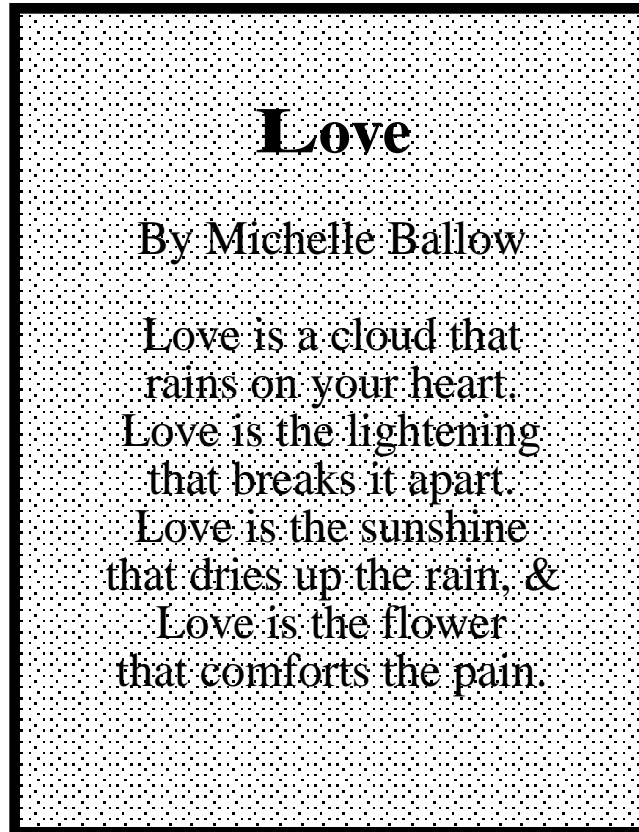 Love
By Michelle Ballow
Love is a cloud that
rains on your heart.
Love is the lightening
that breaks it apart.
Love is the sunshine
that dries up the rain, &
Love is the flower
that comforts the pain.